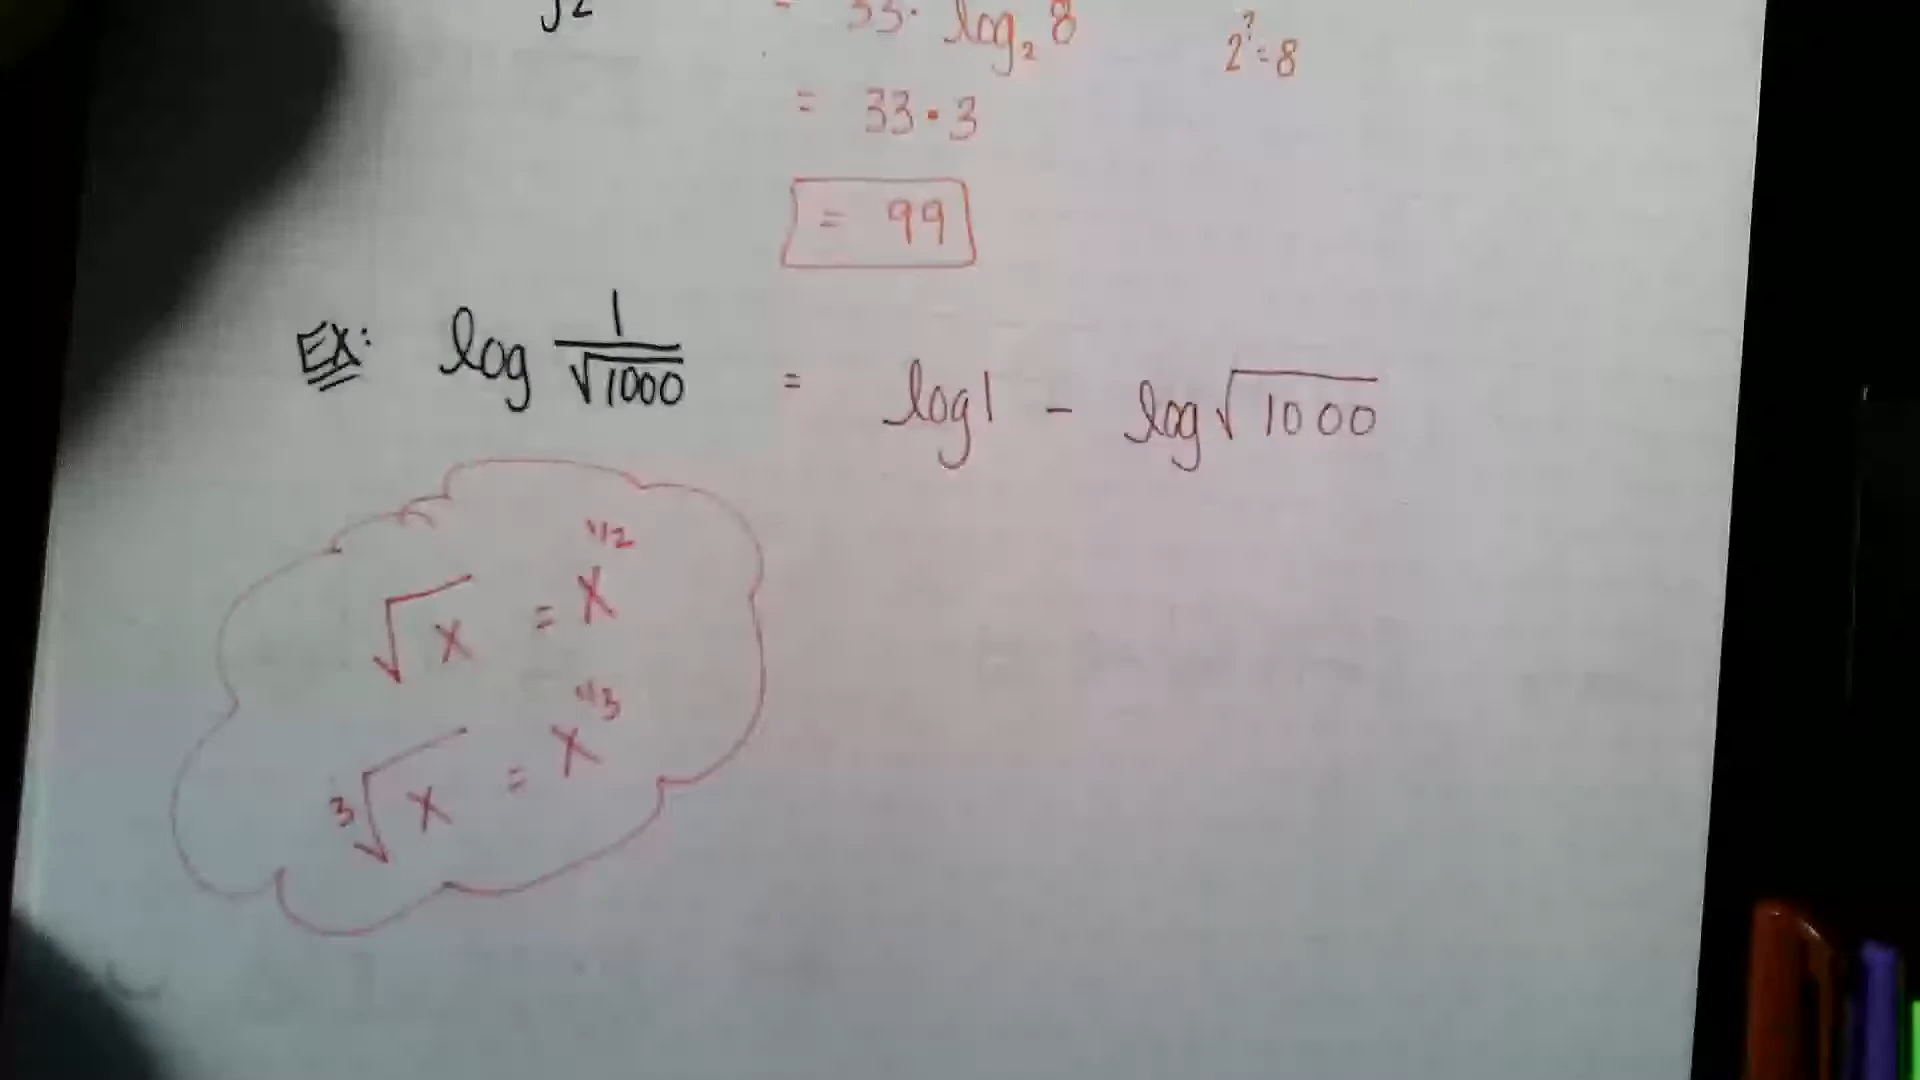 = 33 · log₂ 8 2^? = 8
= 33 · 3
= 99
EX: log 1/√1000 = log 1 - log √1000
√x = x^1/2
³√x = x^1/3